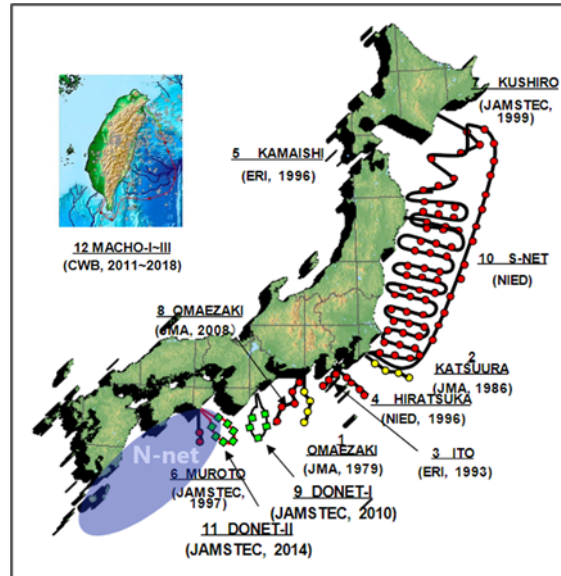 7 KUSHIRO
(JAMSTEC,
1999)
5 KAMAISHI
(ERI, 1996)
12 MACHO-I~III
(CWB, 2011~2018)
10 S-NET
(NIED)
8 OMAEZAKI
(JMA, 2008)
2
KATSUURA
(JMA, 1986)
4 HIRATSUKA
(NIED, 1996)
3 ITO
(ERI, 1993)
1
OMAEZAKI
(JMA, 1979)
N-net
6 MUROTO
(JAMSTEC,
1997)
9 DONET-I
(JAMSTEC, 2010)
11 DONET-II
(JAMSTEC, 2014)